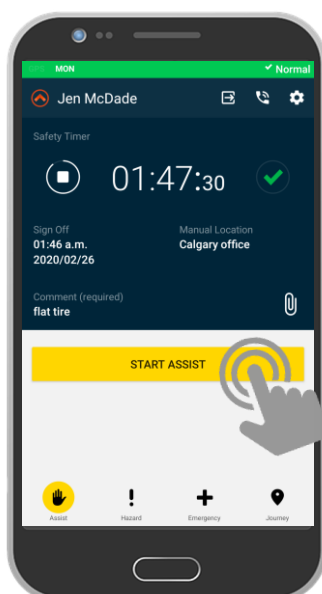 GPS MON Normal
Jen McDade
Safety Timer
01:47:30
Sign Off Manual Location
01:46 a.m. Calgary office
2020/02/26
Comment (required)
flat tire
START ASSIST
Assist Hazard Emergency Journey